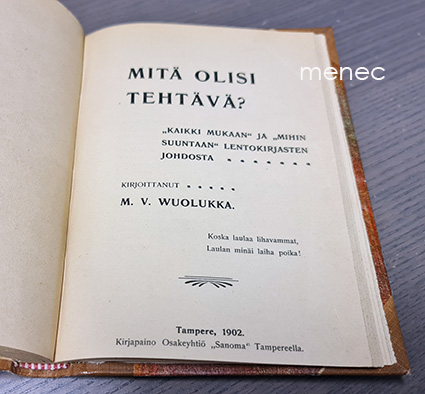 menec
MITÄ OLISI
TEHTÄVÄ?
„KAIKKI MUKAAN“ JA „MIHIN
SUUNTAAN“ LENTOKIRJASTEN
JOHDOSTA • • • • • • •
KIRJOITTANUT • • • • •
M. V. WUOLUKKA.
Koska laulaa lihavammat,
Laulan minäi laiha poika!
Tampere, 1902.
Kirjapaino Osakeyhtiö „Sanoma“ Tampereella.